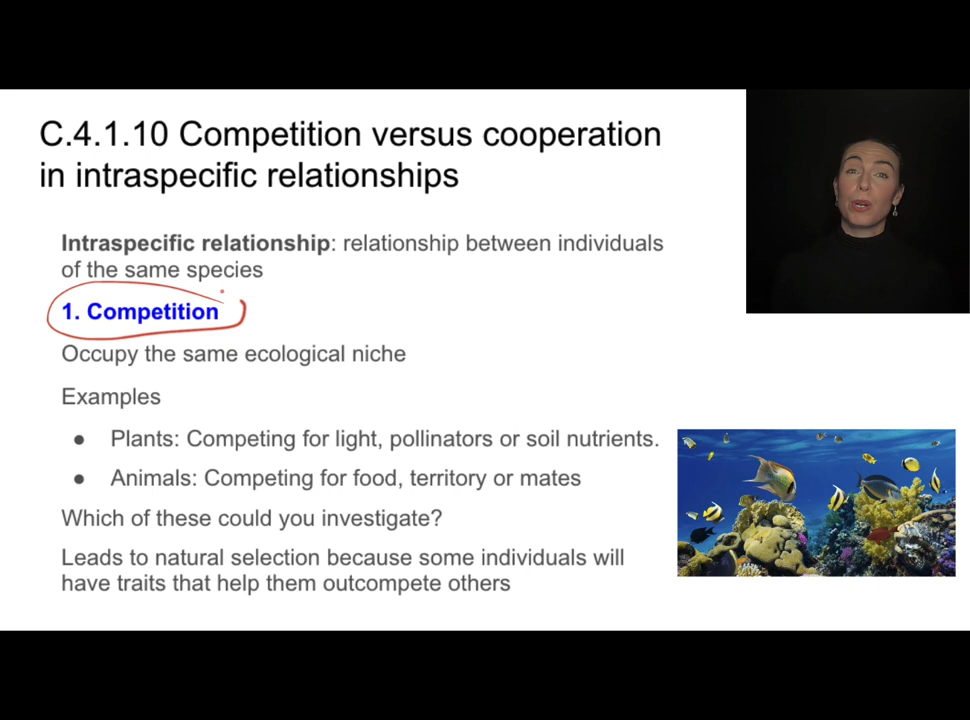 C.4.1.10 Competition versus cooperation
in intraspecific relationships
Intraspecific relationship: relationship between individuals
of the same species
1. Competition
Occupy the same ecological niche
Examples
● Plants: Competing for light, pollinators or soil nutrients.
● Animals: Competing for food, territory or mates
Which of these could you investigate?
Leads to natural selection because some individuals will
have traits that help them outcompete others